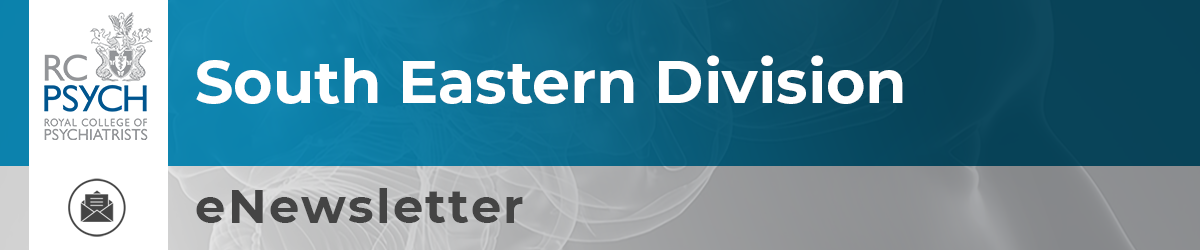 RC
PSYCH
ROYAL COLLEGE OF
PSYCHIATRISTS
South Eastern Division
eNewsletter